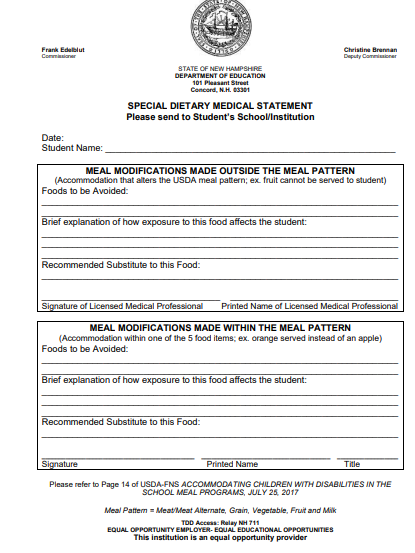 Frank Edelblut
Commissioner
Christine Brennan
Deputy Commissioner
STATE OF NEW HAMPSHIRE
DEPARTMENT OF EDUCATION
101 Pleasant Street
Concord, N.H. 03301
SPECIAL DIETARY MEDICAL STATEMENT
Please send to Student's School/Institution
Date:
Student Name:
MEAL MODIFICATIONS MADE OUTSIDE THE MEAL PATTERN
(Accommodation that alters the USDA meal pattern; ex. fruit cannot be served to student)
Foods to be Avoided:
Brief explanation of how exposure to this food affects the student:
Recommended Substitute to this Food:
Signature of Licensed Medical Professional Printed Name of Licensed Medical Professional
MEAL MODIFICATIONS MADE WITHIN THE MEAL PATTERN
(Accommodation within one of the 5 food items; ex. orange served instead of an apple)
Foods to be Avoided:
Brief explanation of how exposure to this food affects the student:
Recommended Substitute to this Food:
Signature Printed Name Title
Please refer to Page 14 of USDA-FNS ACCOMMODATING CHILDREN WITH DISABILITIES IN THE
SCHOOL MEAL PROGRAMS, JULY 25, 2017
Meal Pattern = Meat/Meat Alternate, Grain, Vegetable, Fruit and Milk
TDD Access: Relay NH 711
EQUAL OPPORTUNITY EMPLOYER- EQUAL EDUCATIONAL OPPORTUNITIES
This institution is an equal opportunity provider